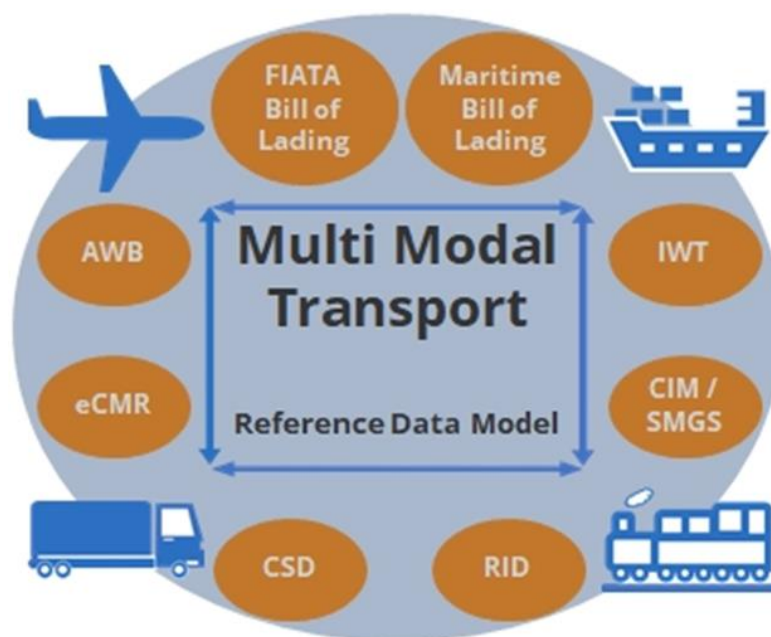 FIATA
Bill of
Lading
Maritime
Bill of
Lading
AWB
Multi Modal
Transport
IWT
eCMR
Reference Data Model
CIM /
SMGS
CSD
RID